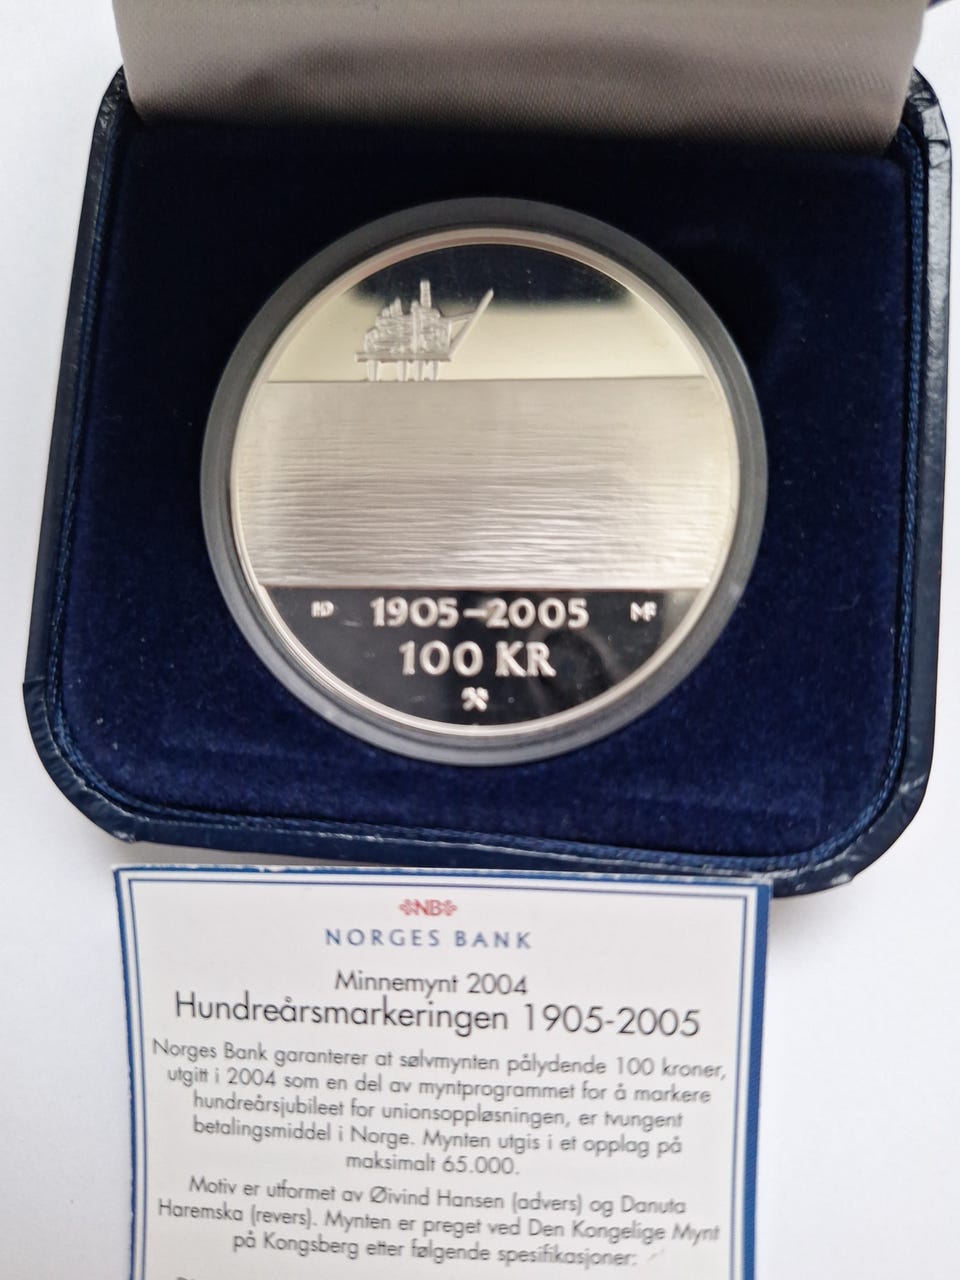 1905-2005
100 KR
NB
NORGES BANK
Minnemynt 2004
Hundreårsmarkeringen 1905-2005
Norges Bank garanterer at sølvmynten pålydende 100 kroner,
utgitt i 2004 som en del av myntprogrammet for å markere
hundreårsjubileet for unionsoppløsningen, er tvungent
betalingsmiddel i Norge. Mynten utgis i et opplag på
maksimalt 65.000.
Motiv er utformet av Øivind Hansen (advers) og Danuta
Haremska (revers). Mynten er preget ved Den Kongelige Mynt
på Kongsberg etter følgende spesifikasjoner: